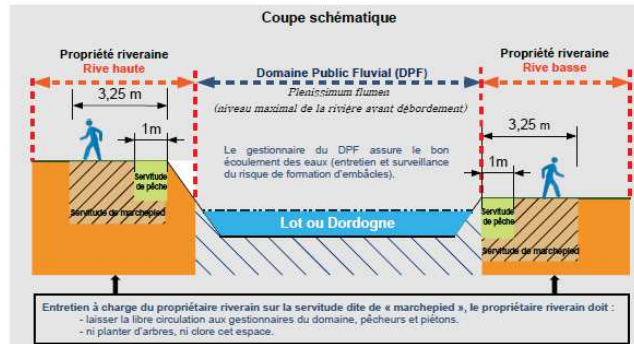 Coupe schématique
Propriété riveraine
Rive haute
3,25 m
1m
Servitude
de pêche
Servitude de marchepied
Domaine Public Fluvial (DPF)
Plenissimum flumen
(niveau maximal de la rivière avant débordement)
Le gestionnaire du DPF assure le bon
écoulement des eaux (entretien et surveillance
du risque de formation d'embâcles).
Lot ou Dordogne
Propriété riveraine
Rive basse
3,25 m
1m
Servitude
de pêche
Servitude de marchepied
Entretien à charge du propriétaire riverain sur la servitude dite de « marchepied », le propriétaire riverain doit :
- laisser la libre circulation aux gestionnaires du domaine, pêcheurs et piétons.
- ni planter d'arbres, ni clore cet espace.